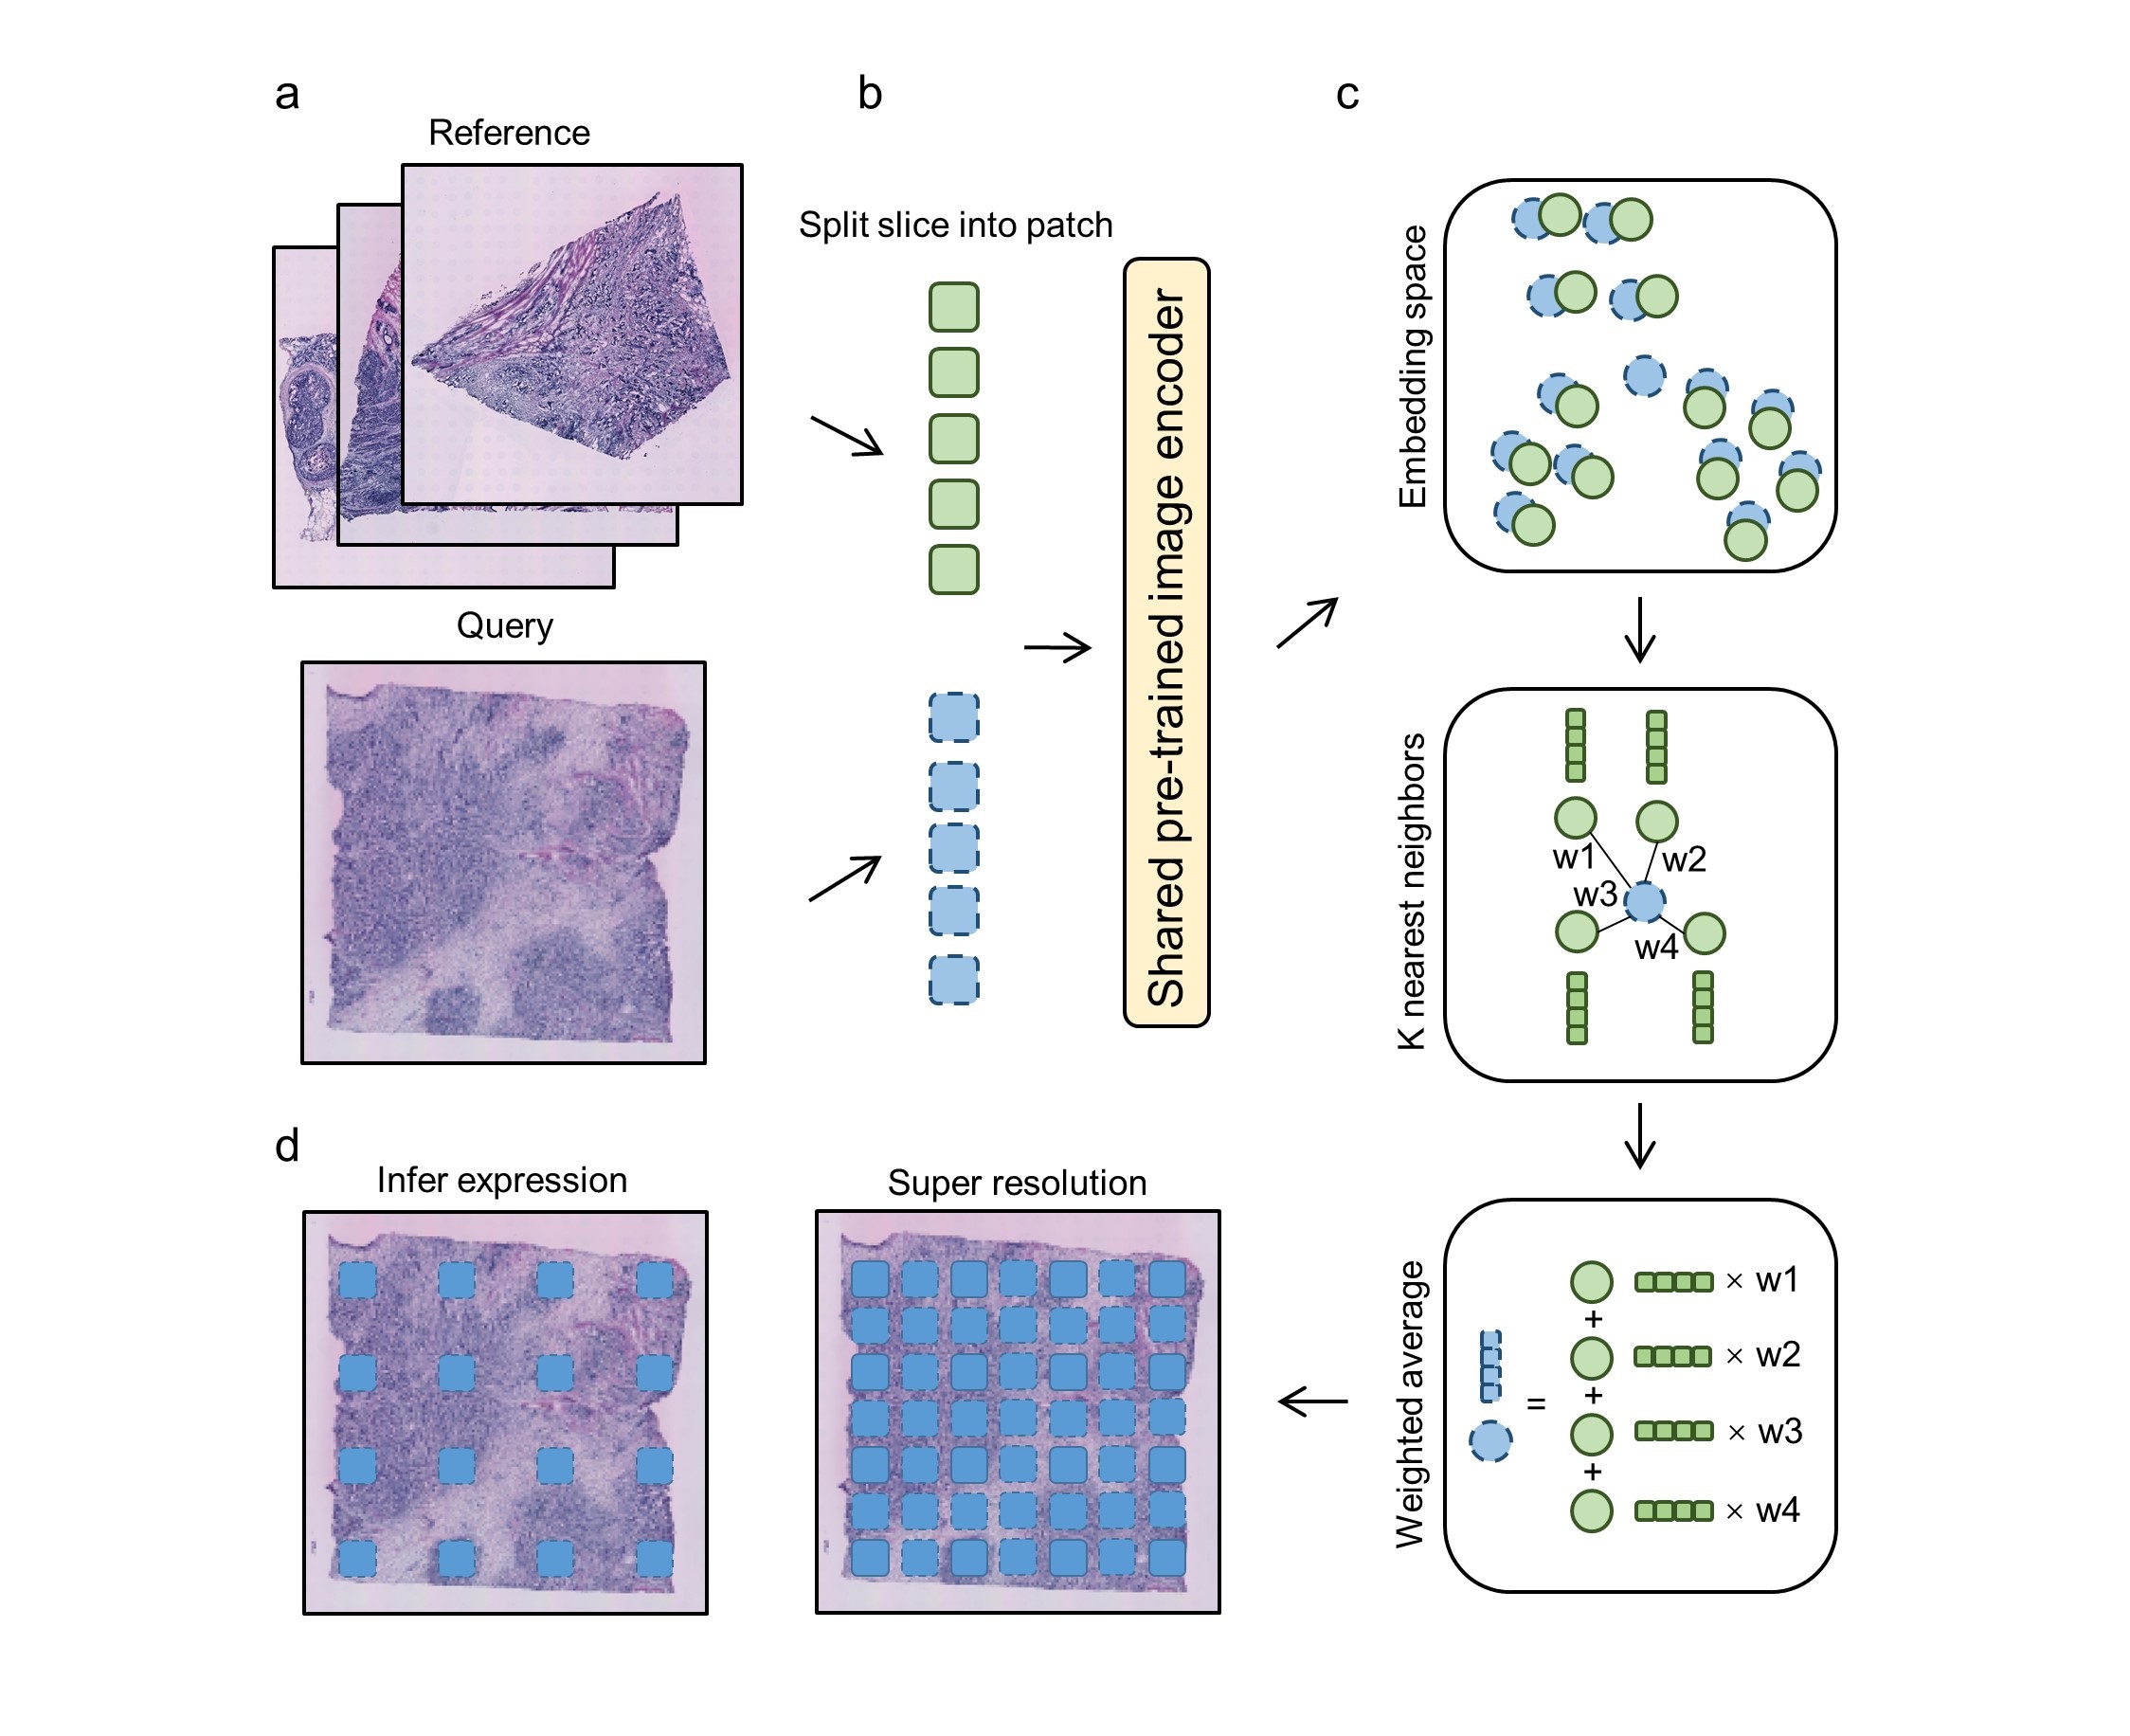 a
Reference
Query
b
Split slice into patch
Shared pre-trained image encoder
c
Embedding space
K nearest neighbors
w1
w2
w3
w4
Weighted average
=
× w1
+
× w2
+
× w3
+
× w4
d
Infer expression
Super resolution